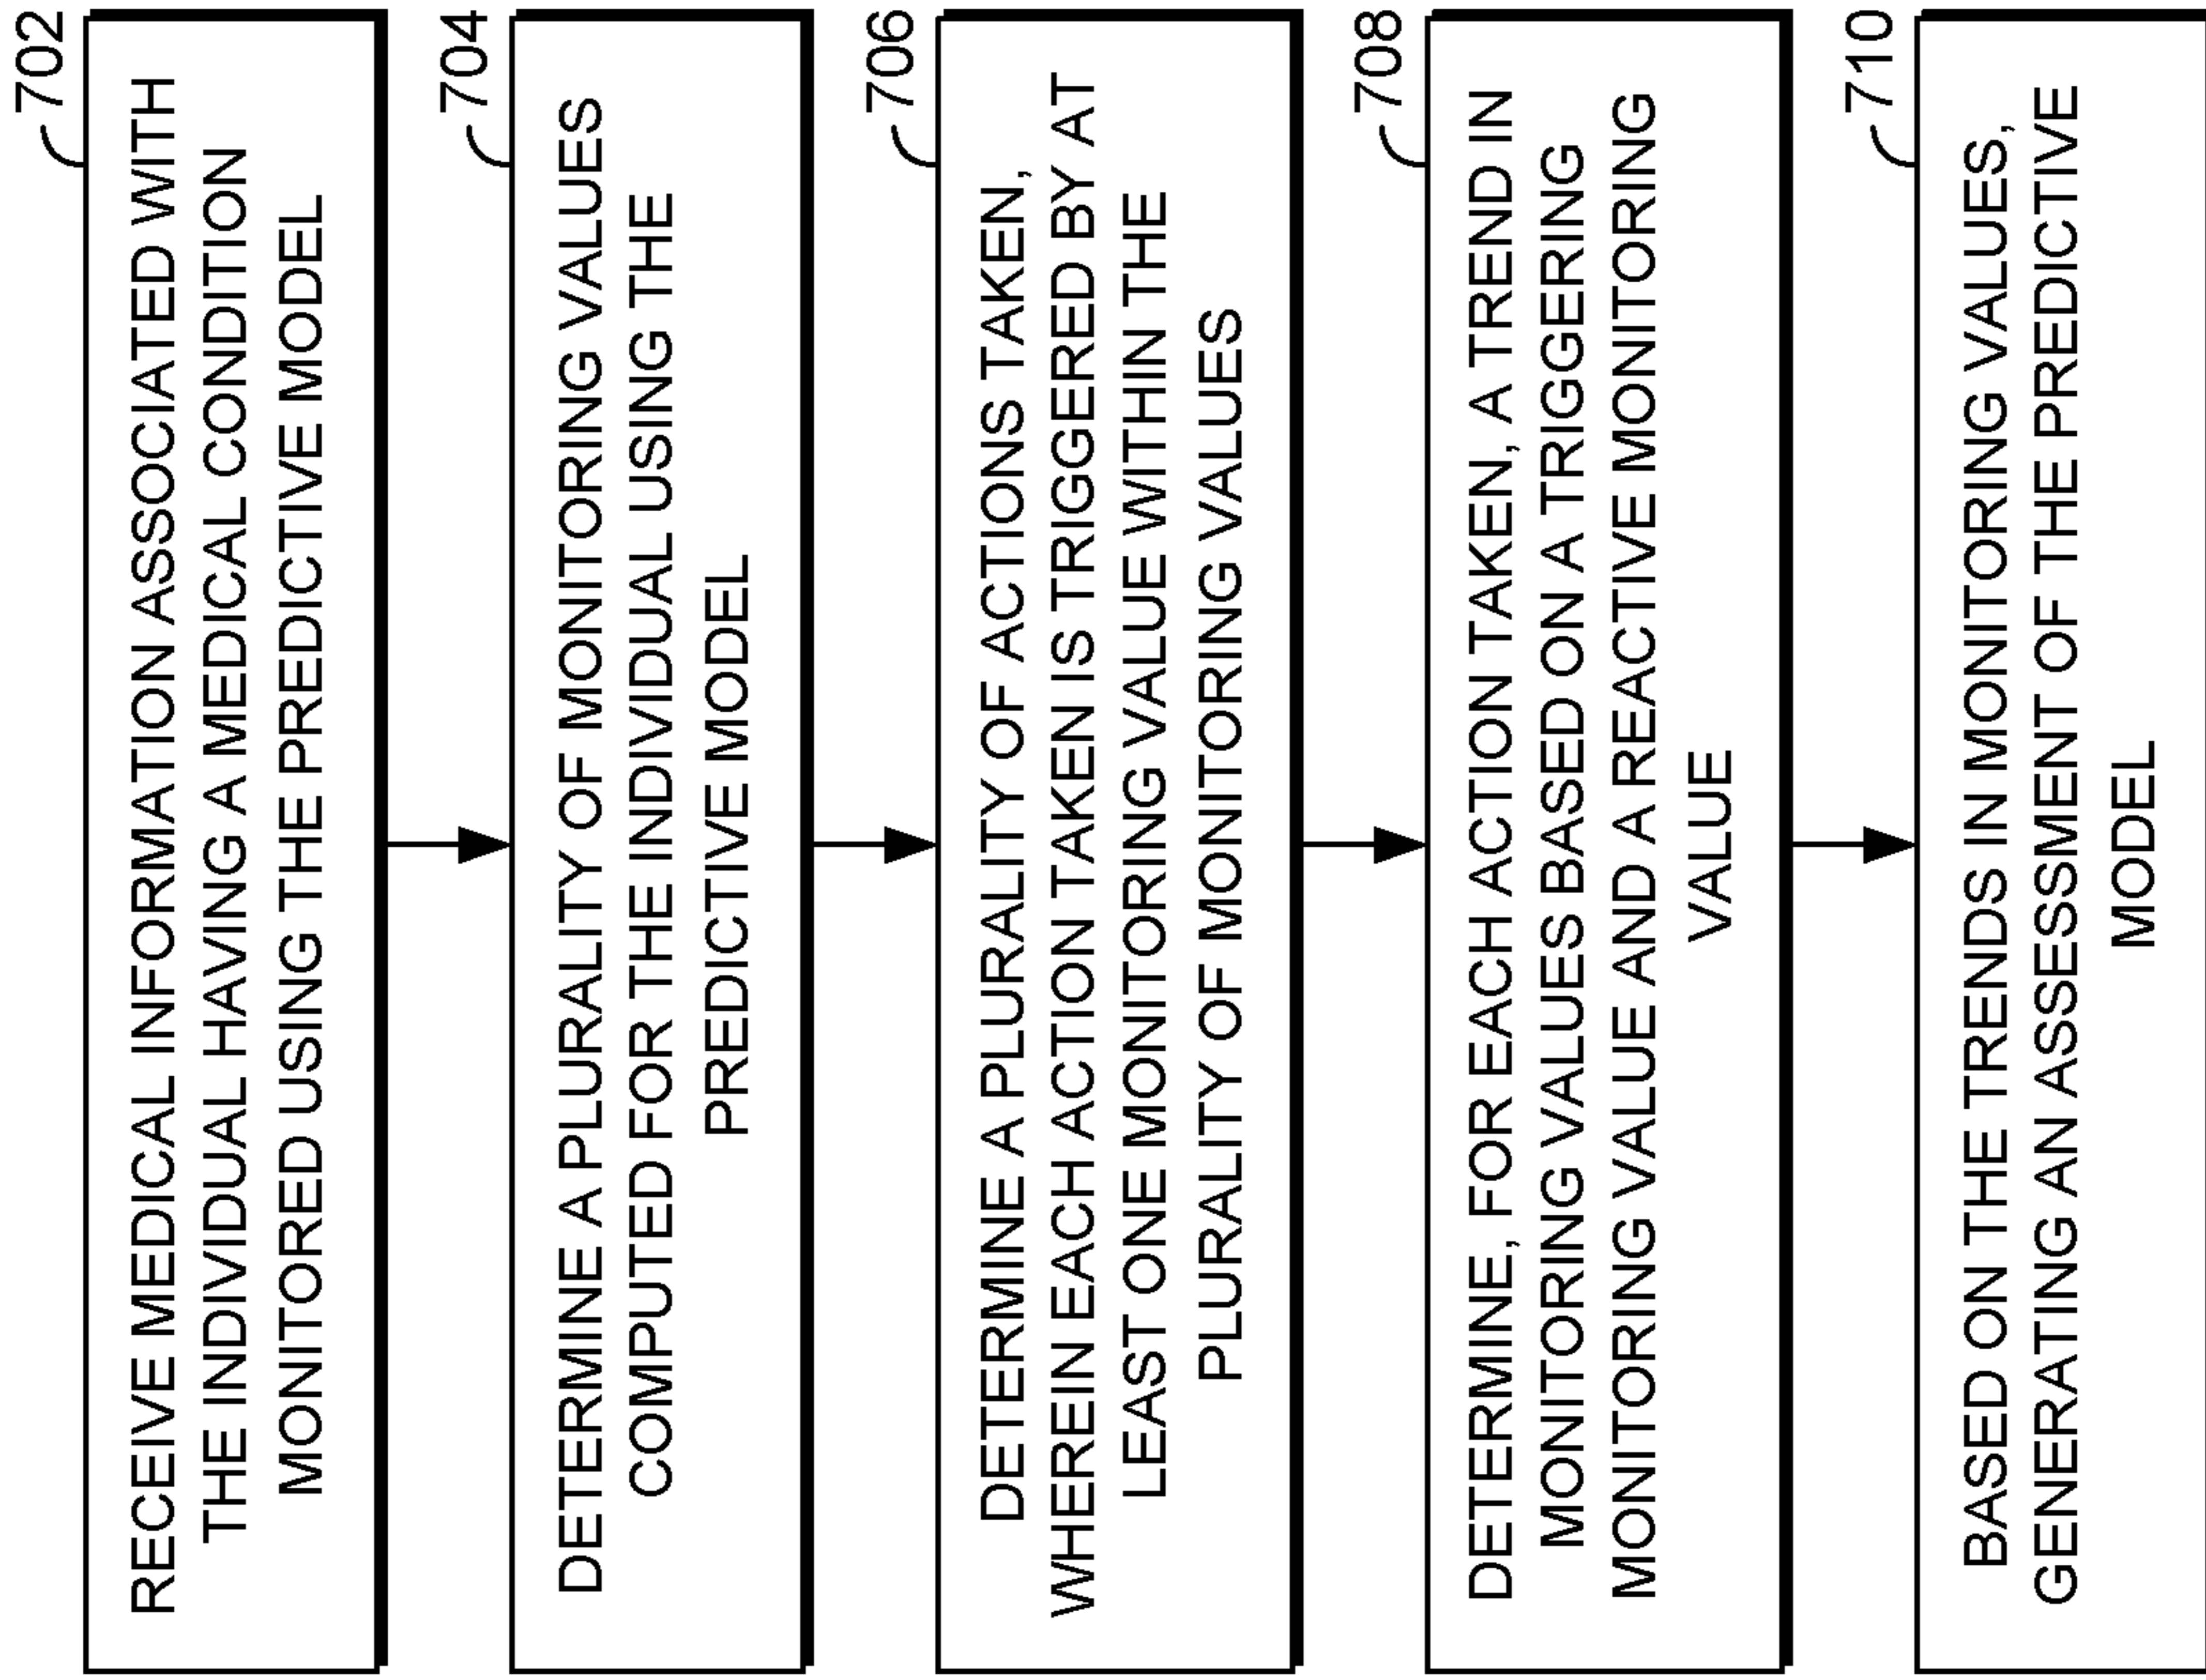 702
RECEIVE MEDICAL INFORMATION ASSOCIATED WITH
THE INDIVIDUAL HAVING A MEDICAL CONDITION
MONITORED USING THE PREDICTIVE MODEL
704
DETERMINE A PLURALITY OF MONITORING VALUES
COMPUTED FOR THE INDIVIDUAL USING THE
PREDICTIVE MODEL
706
DETERMINE A PLURALITY OF ACTIONS TAKEN,
WHEREIN EACH ACTION TAKEN IS TRIGGERED BY AT
LEAST ONE MONITORING VALUE WITHIN THE
PLURALITY OF MONITORING VALUES
708
DETERMINE, FOR EACH ACTION TAKEN, A TREND IN
MONITORING VALUES BASED ON A TRIGGERING
MONITORING VALUE AND A REACTIVE MONITORING
VALUE
710
BASED ON THE TRENDS IN MONITORING VALUES,
GENERATING AN ASSESSMENT OF THE PREDICTIVE
MODEL